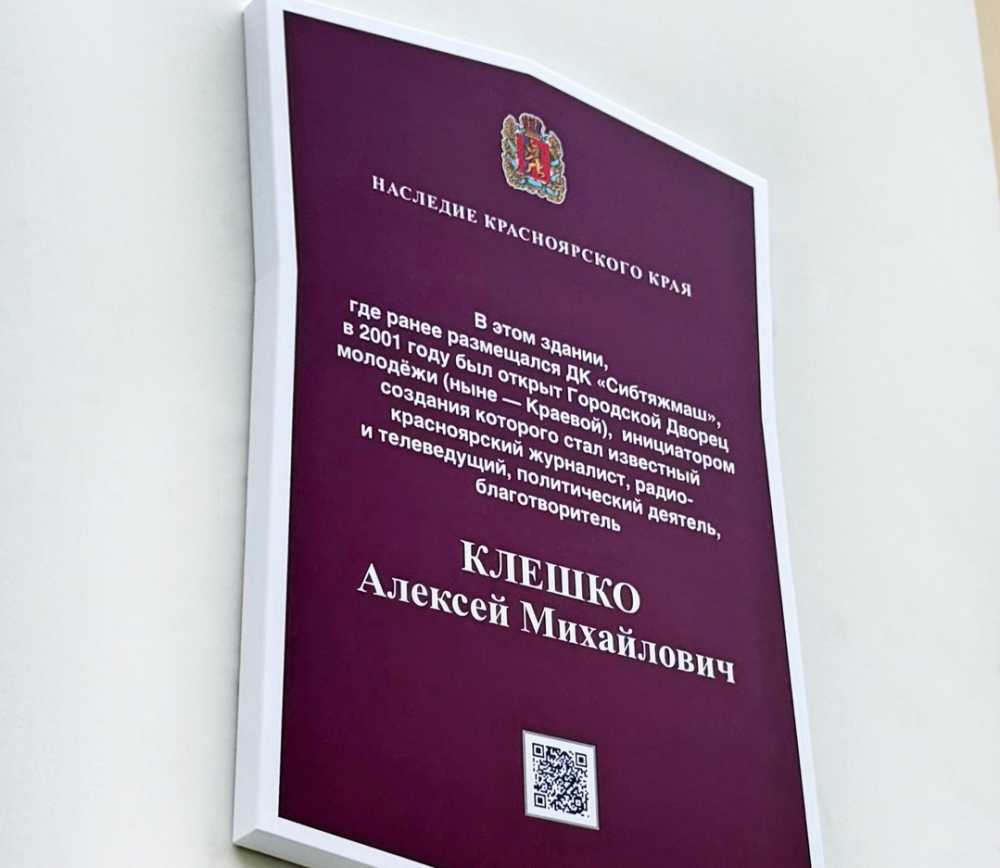 НАСЛЕДИЕ КРАСНОЯРСКОГО КРАЯ
В этом здании,
где ранее размещался ДК «Сибтяжмаш»,
в 2001 году был открыт Городской Дворец
молодёжи (ныне — Краевой), инициатором
создания которого стал известный
красноярский журналист, радио-
и телеведущий, политический деятель,
благотворитель
КЛЕШКО
Алексей Михайлович